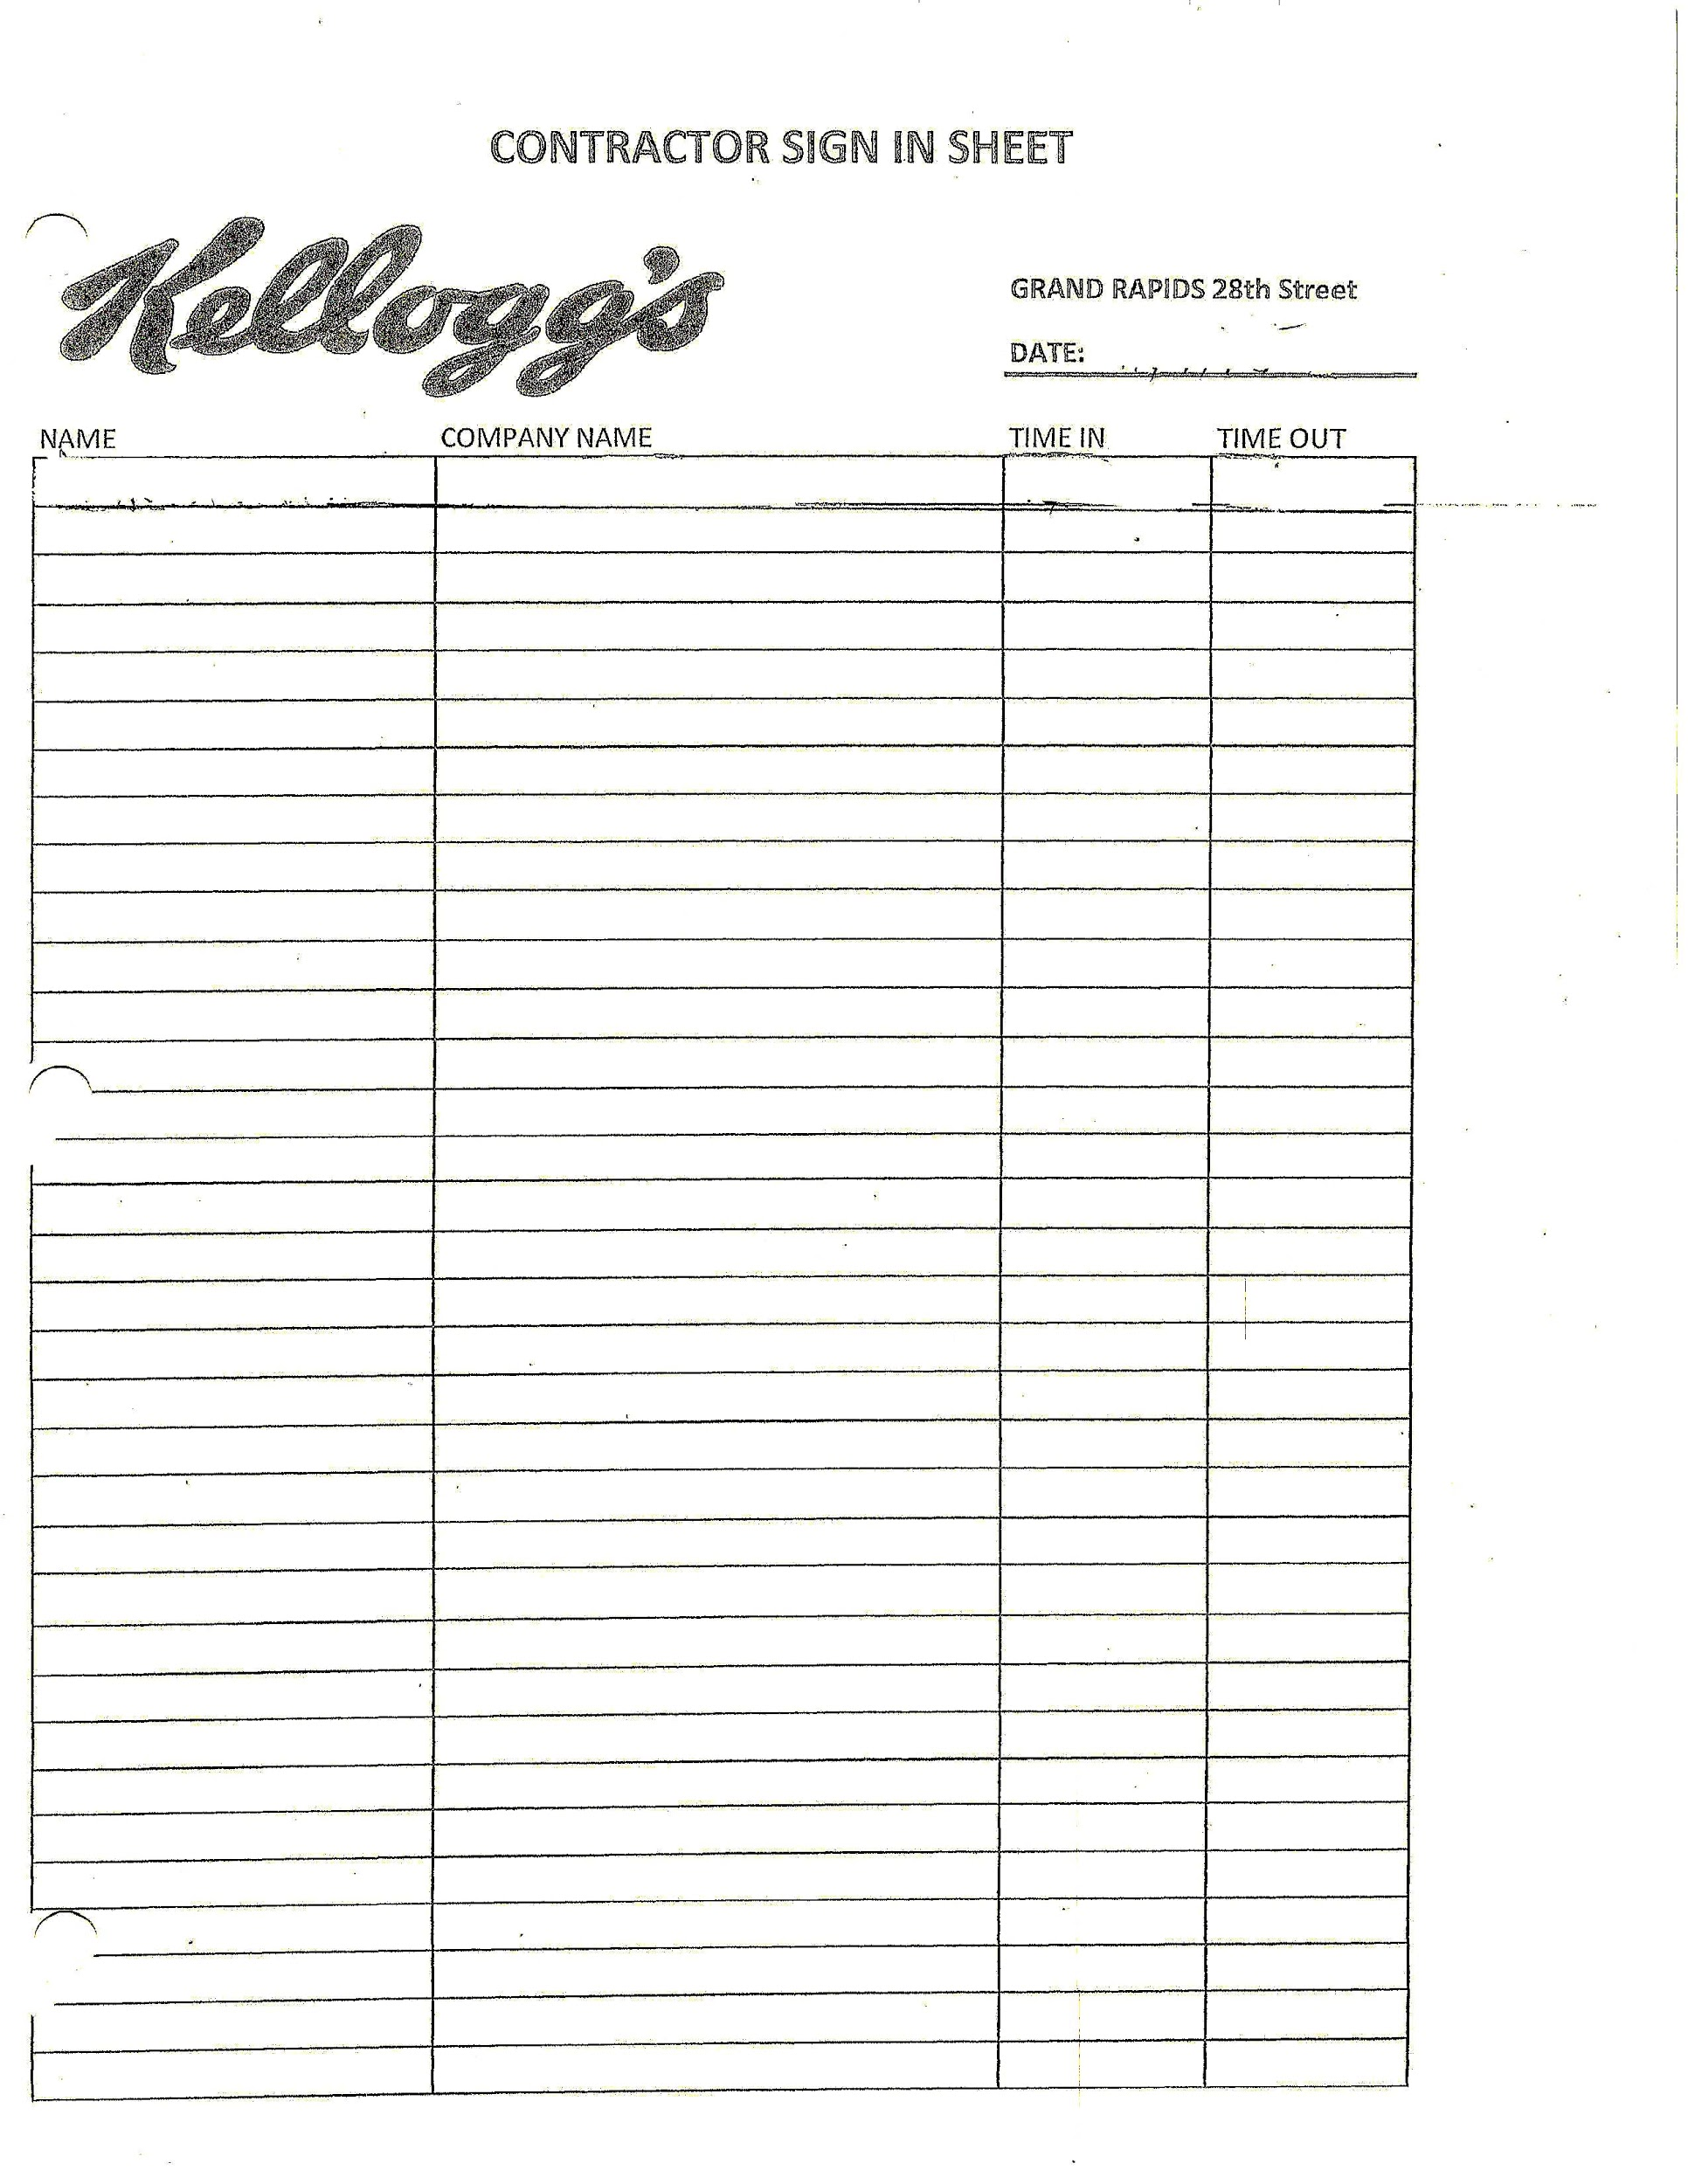 CONTRACTOR SIGN IN SHEET
Kellogg's
GRAND RAPIDS 28th Street
DATE:
NAME COMPANY NAME TIME IN TIME OUT